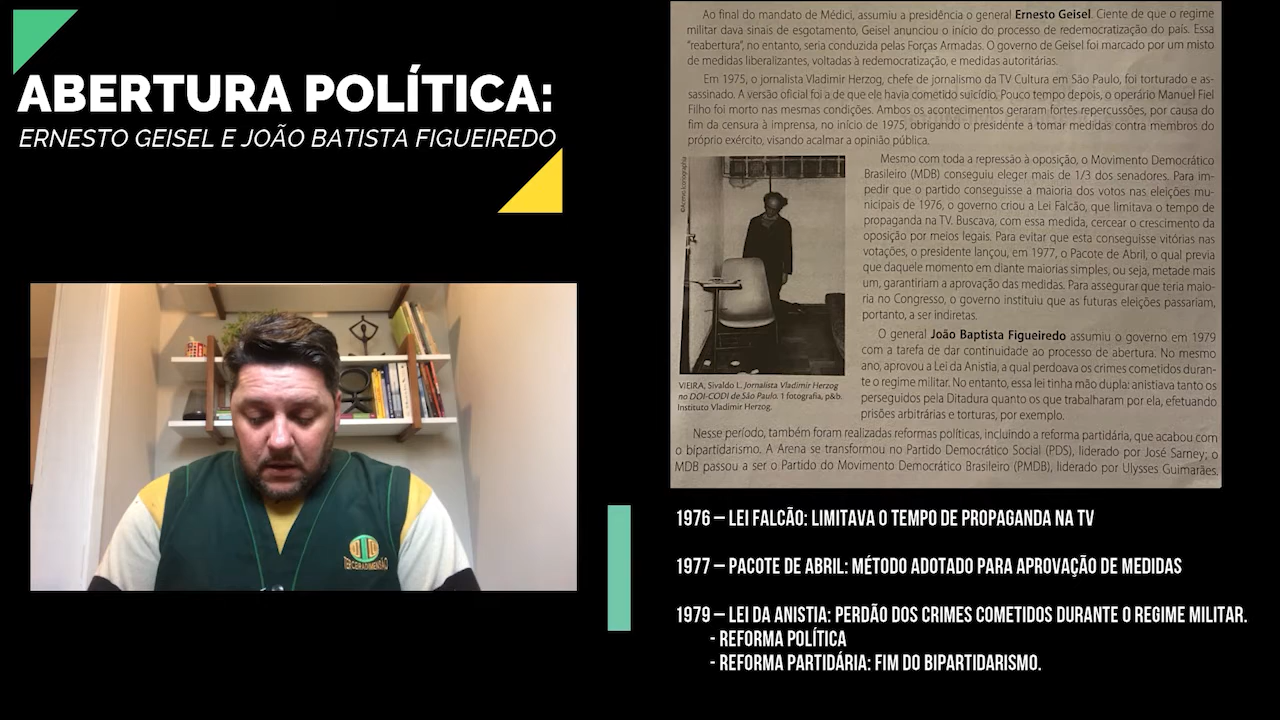 ABERTURA POLÍTICA:
ERNESTO GEISEL E JOÃO BATISTA FIGUEIREDO
Ao final do mandato de Médici, assumiu a presidência o general Ernesto Geisel. Ciente de que o regime
militar dava sinais de esgotamento, Geisel anunciou o início do processo de redemocratização do país. Essa
"reabertura", no entanto, seria conduzida pelas Forças Armadas. O governo de Geisel foi marcado por um misto
de medidas liberalizantes, voltadas à redemocratização, e medidas autoritárias.
Em 1975, o jornalista Vladimir Herzog, chefe de jornalismo da TV Cultura em São Paulo, foi torturado e as-
sassinado. A versão oficial foi a de que ele havia cometido suicídio. Pouco tempo depois, o operário Manuel Fiel
Filho foi morto nas mesmas condições. Ambos os acontecimentos geraram fortes repercussões, por causa do
fim da censura à imprensa, no início de 1975, obrigando o presidente a tomar medidas contra membros do
próprio exército, visando acalmar a opinião pública.
Mesmo com toda a repressão à oposição, o Movimento Democrático
Brasileiro (MDB) conseguiu eleger mais de 1/3 dos senadores. Para im-
pedir que o partido conseguisse a maioria dos votos nas eleições mu-
nicipais de 1976, o governo criou a Lei Falcão, que limitava o tempo de
propaganda na TV. Buscava, com essa medida, cercear o crescimento da
oposição por meios legais. Para evitar que esta conseguisse vitórias nas
votações, o presidente lançou, em 1977, o Pacote de Abril, o qual previa
que daquele momento em diante maiorias simples, ou seja, metade mais
um, garantiriam a aprovação das medidas. Para assegurar que teria maio-
ria no Congresso, o governo instituiu que as futuras eleições passariam,
portanto, a ser indiretas.
O general João Baptista Figueiredo assumiu o governo em 1979
com a tarefa de dar continuidade ao processo de abertura. No mesmo
ano, aprovou a Lei da Anistia, a qual perdoava os crimes cometidos duran-
te o regime militar. No entanto, essa lei tinha mão dupla: anistiava tanto os
perseguidos pela Ditadura quanto os que trabalharam por ela, efetuando
prisões arbitrárias e torturas, por exemplo.
VIEIRA, Sivaldo L. Jornalista Vladimir Herzog
no DOI-CODI de São Paulo. 1 fotografia, p&b.
Instituto Vladimir Herzog.
Nesse período, também foram realizadas reformas políticas, incluindo a reforma partidária, que acabou com
o bipartidarismo. A Arena se transformou no Partido Democrático Social (PDS), liderado por José Sarney; o
MDB passou a ser o Partido do Movimento Democrático Brasileiro (PMDB), liderado por Ulysses Guimarães.
TERCEIRA DIMENSÃO
1976 – LEI FALCÃO: LIMITAVA O TEMPO DE PROPAGANDA NA TV
1977 – PACOTE DE ABRIL: MÉTODO ADOTADO PARA APROVAÇÃO DE MEDIDAS
1979 – LEI DA ANISTIA: PERDÃO DOS CRIMES COMETIDOS DURANTE O REGIME MILITAR.
- REFORMA POLÍTICA
- REFORMA PARTIDÁRIA: FIM DO BIPARTIDARISMO.